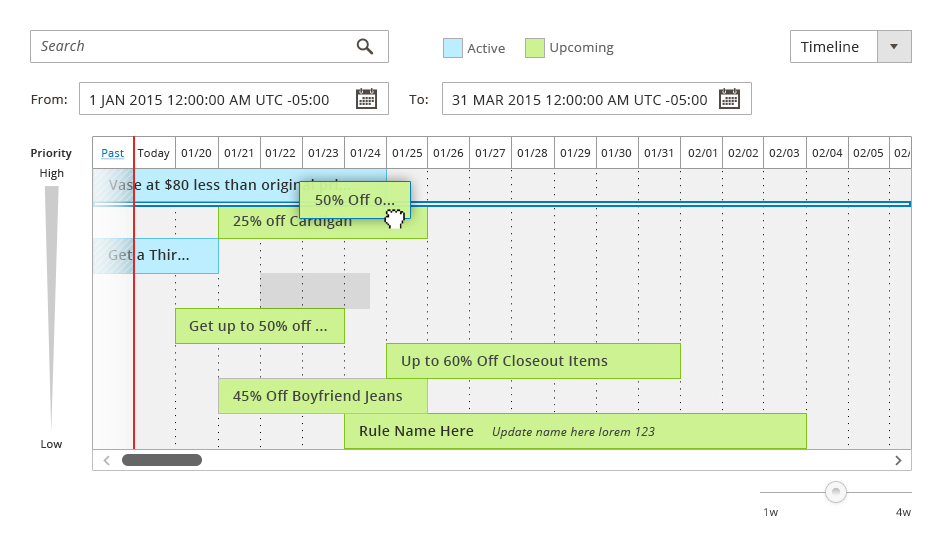 Search
Active
Upcoming
Timeline
From:
1 JAN 2015 12:00:00 AM UTC -05:00
To:
31 MAR 2015 12:00:00 AM UTC -05:00
Priority
High
Low
Past Today 01/20 01/21 01/22 01/23 01/24 01/25 01/26 01/27 01/28 01/29 01/30 01/31 02/01 02/02 02/03 02/04 02/05 02/
Vase at $80 less than original pri...
50% Off o...
25% off Cardigan
Get a Thir...
Get up to 50% off ...
Up to 60% Off Closeout Items
45% Off Boyfriend Jeans
Rule Name Here Update name here lorem 123
1w
4w